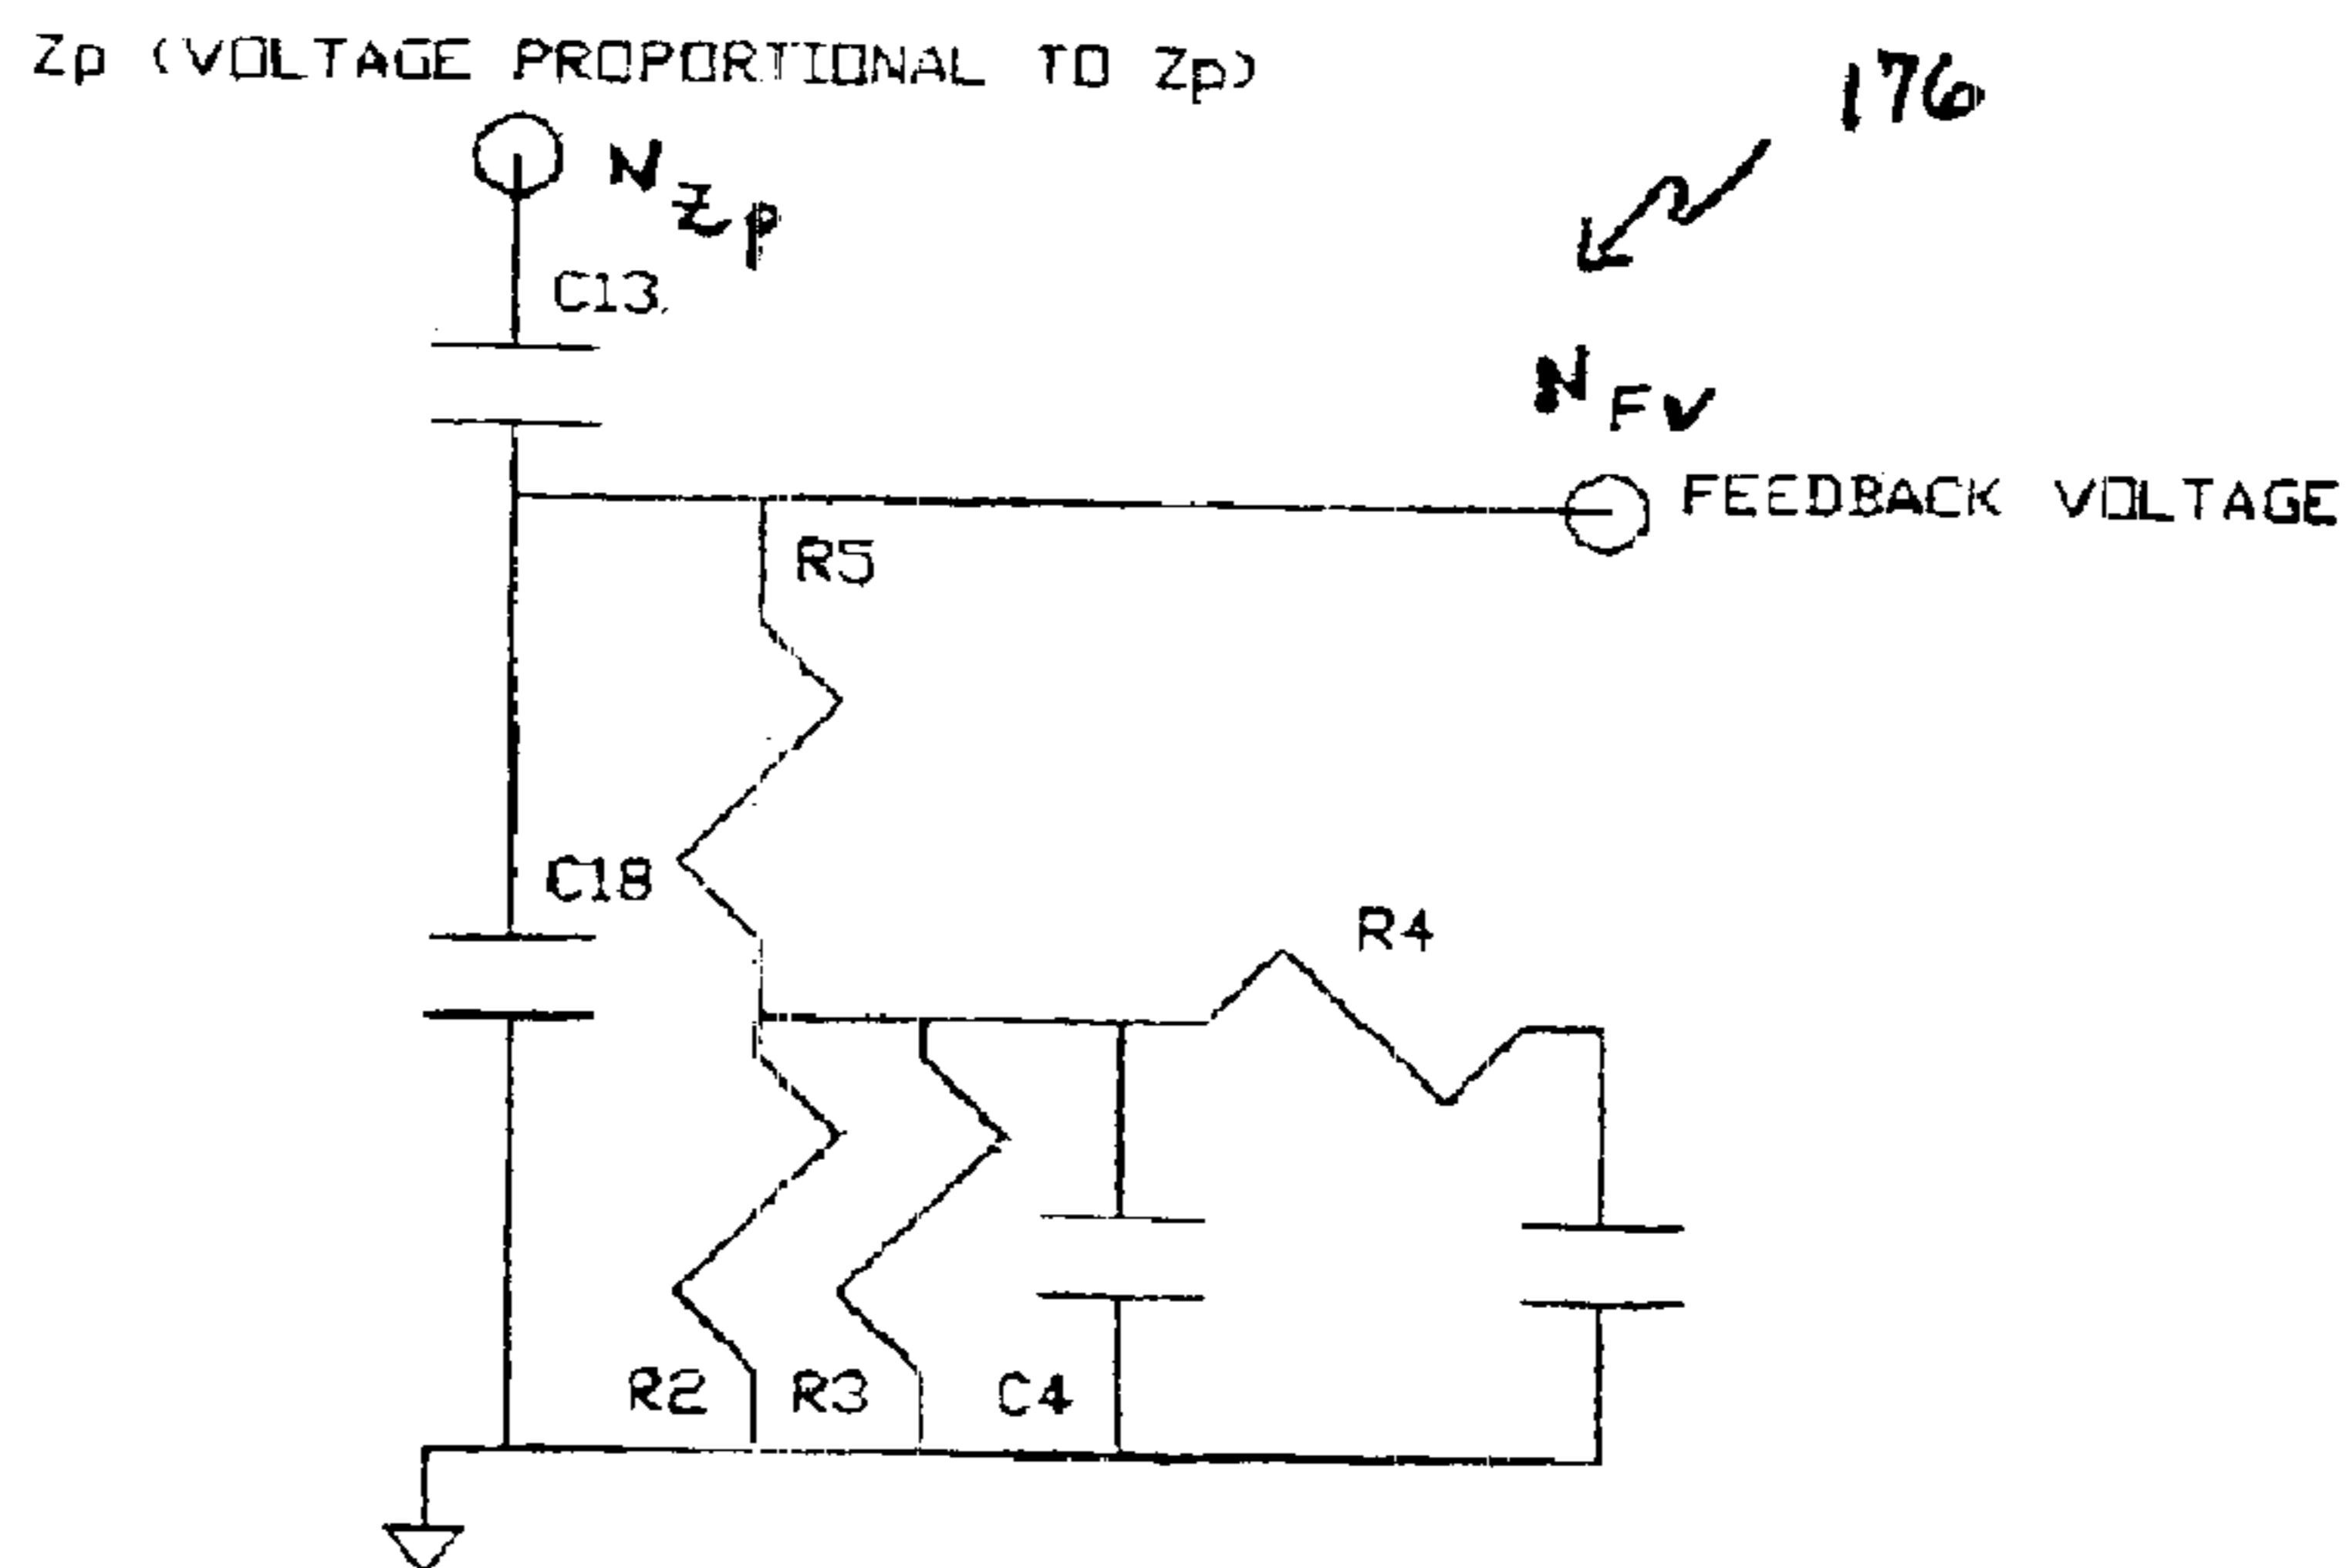 Zp (VOLTAGE PROPORTIONAL TO Zp)
176
NZp
C13
NFV
FEEDBACK VOLTAGE
R5
C18
R4
R2
R3
C4